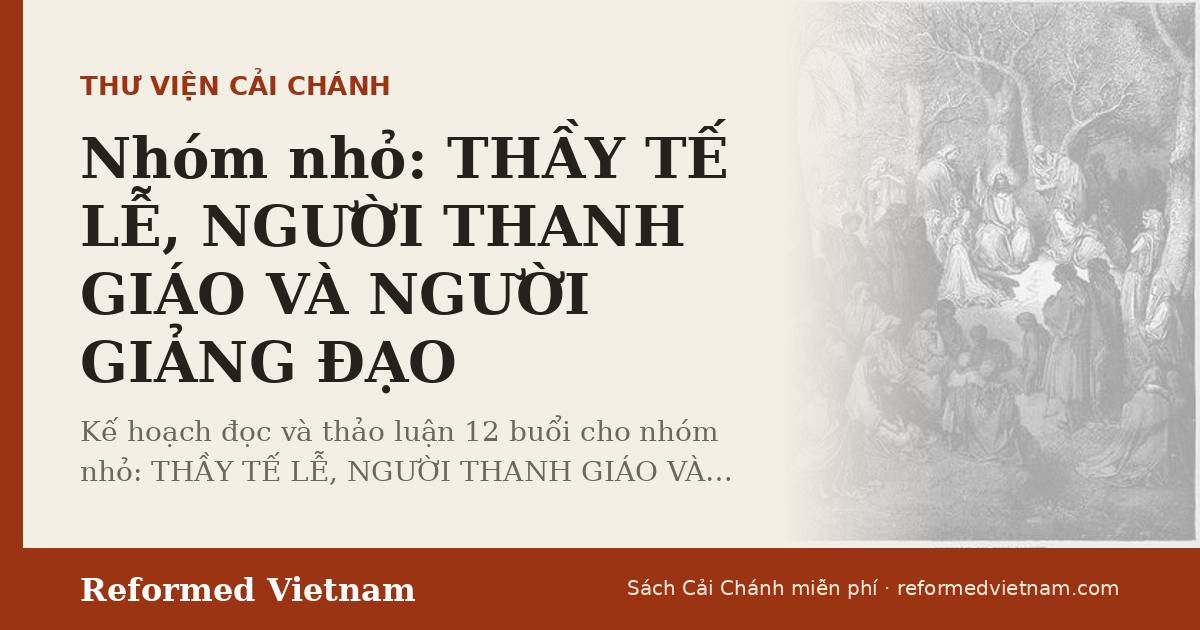 THƯ VIỆN CẢI CHÁNH
Nhóm nhỏ: THẦY TẾ
LỄ, NGƯỜI THANH
GIÁO VÀ NGƯỜI
GIẢNG ĐẠO
Kế hoạch đọc và thảo luận 12 buổi cho nhóm
nhỏ: THẦY TẾ LỄ, NGƯỜI THANH GIÁO VÀ...
Reformed Vietnam
Sách Cải Chánh miễn phí · reformedvietnam.com